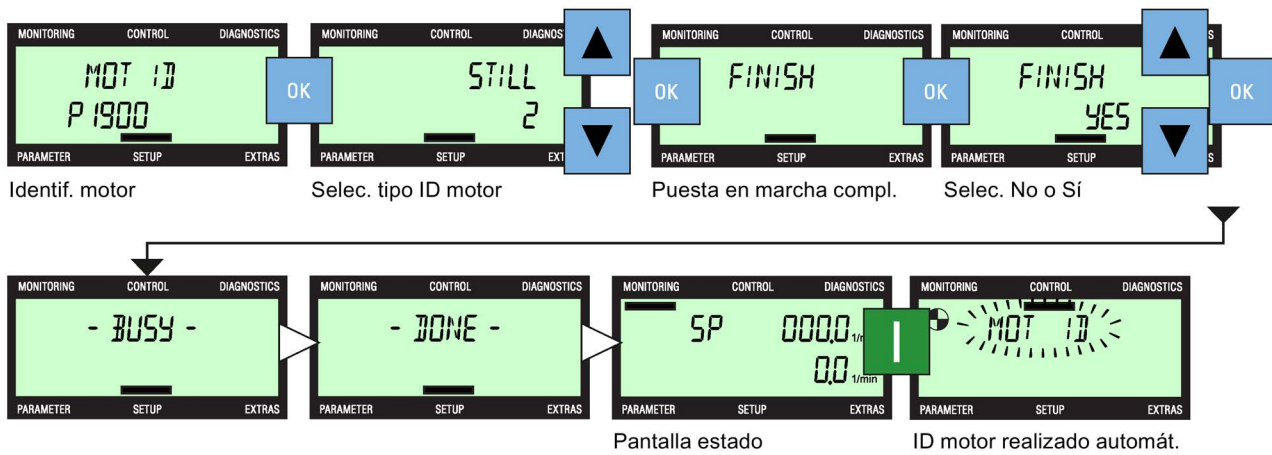 MONITORING CONTROL DIAGNOSTICS
MOT ID
P1900
PARAMETER SETUP EXTRAS
OK
Identif. motor
MONITORING CONTROL DIAGNOS
STILL
2
PARAMETER SETUP EXT
Selec. tipo ID motor
OK
MONITORING CONTROL DIAGNOSTICS
FINISH
PARAMETER SETUP EXTRAS
Puesta en marcha compl.
OK
MONITORING CONTROL S
FINISH
YES
PARAMETER SETUP S
OK
Selec. No o Sí
MONITORING CONTROL DIAGNOSTICS
- BUSY -
PARAMETER SETUP EXTRAS
MONITORING CONTROL DIAGNOSTICS
- DONE -
PARAMETER SETUP EXTRAS
MONITORING CONTROL DIAGNOSTICS
SP 000.0 1/m
0.0 1/min
PARAMETER SETUP EXTRAS
Pantalla estado
I
MONITORING CONTROL DIAGNOSTICS
MOT ID
PARAMETER SETUP EXTRAS
ID motor realizado automát.